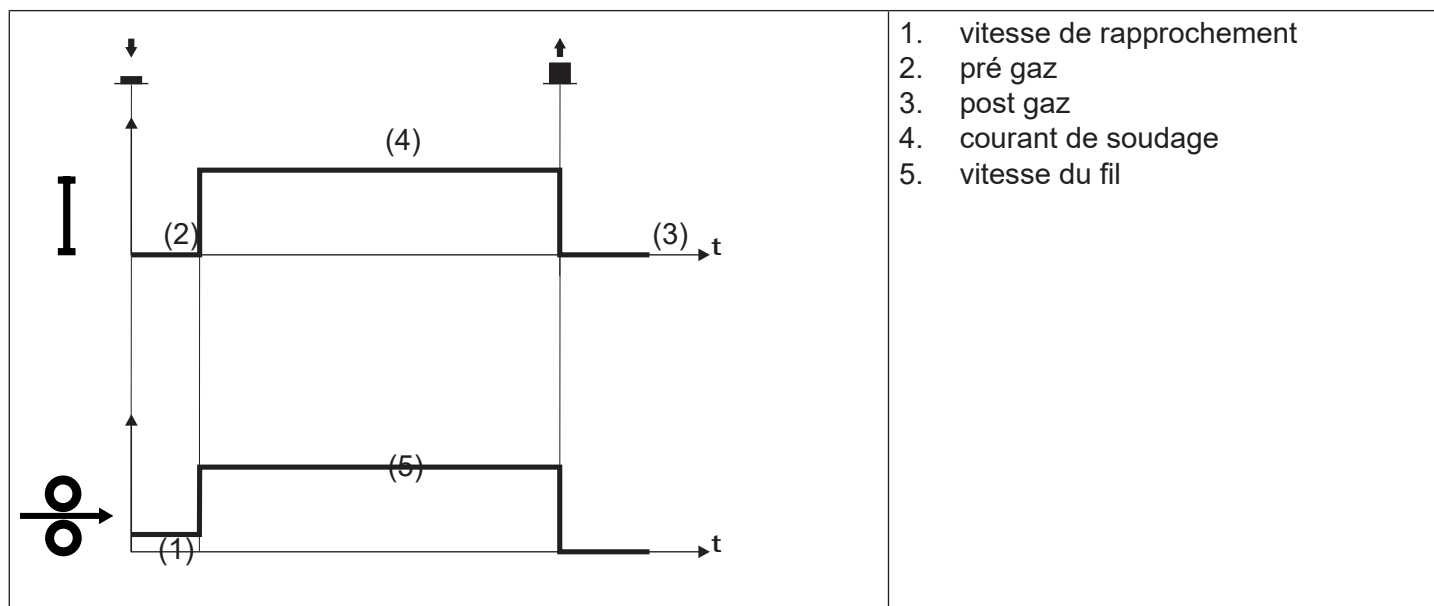 (4)
I
(2)
(3)
t
(5)
(1)
t
1. vitesse de rapprochement
2. pré gaz
3. post gaz
4. courant de soudage
5. vitesse du fil